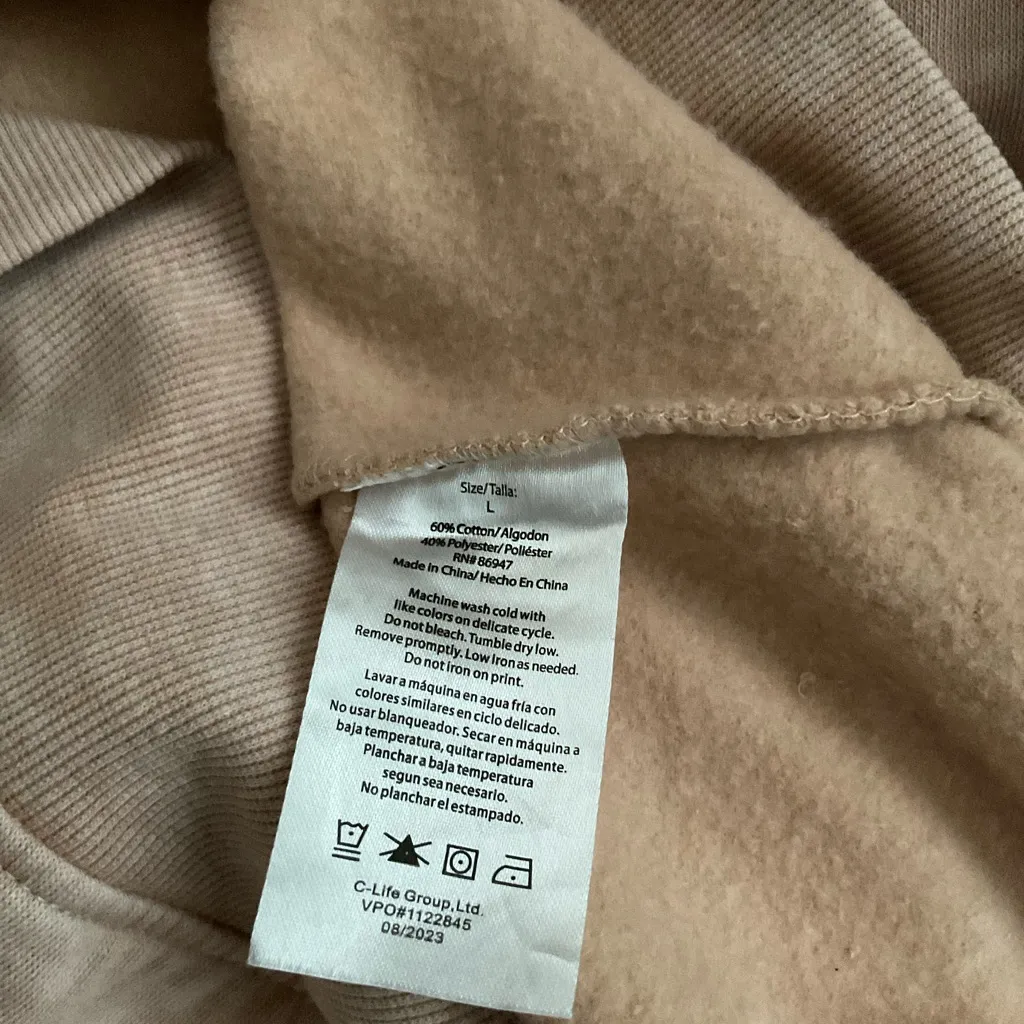 Size/Talla:
L
60% Cotton/ Algodon
40% Polyester/ Poliéster
RN# 86947
Made in China/ Hecho En China
Machine wash cold with
like colors on delicate cycle.
Do not bleach. Tumble dry low.
Remove promptly. Low Iron as needed.
Do not iron on print.
Lavar a máquina en agua fría con
colores similares en ciclo delicado.
No usar blanqueador. Secar en máquina a
baja temperatura, quitar rapidamente.
Planchar a baja temperatura
segun sea necesario.
No planchar el estampado.
C-Life Group,Ltd.
VPO#1122845
08/2023